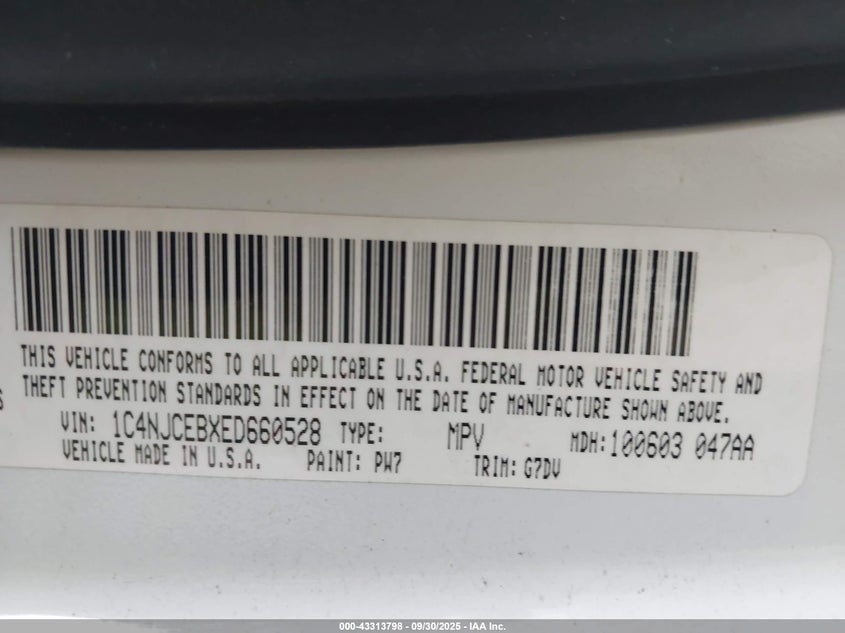 THIS VEHICLE CONFORMS TO ALL APPLICABLE U.S.A. FEDERAL MOTOR VEHICLE SAFETY AND
THEFT PREVENTION STANDARDS IN EFFECT ON THE DATE OF MANUFACTURE SHOWN ABOVE.
VIN: 1C4NJCEBXED660528 TYPE: MPV MDH: 100603 047AA
VEHICLE MADE IN U.S.A. PAINT: PW7 TRIM: G7DV
000-43313798 - 09/30/2025 - IAA Inc.